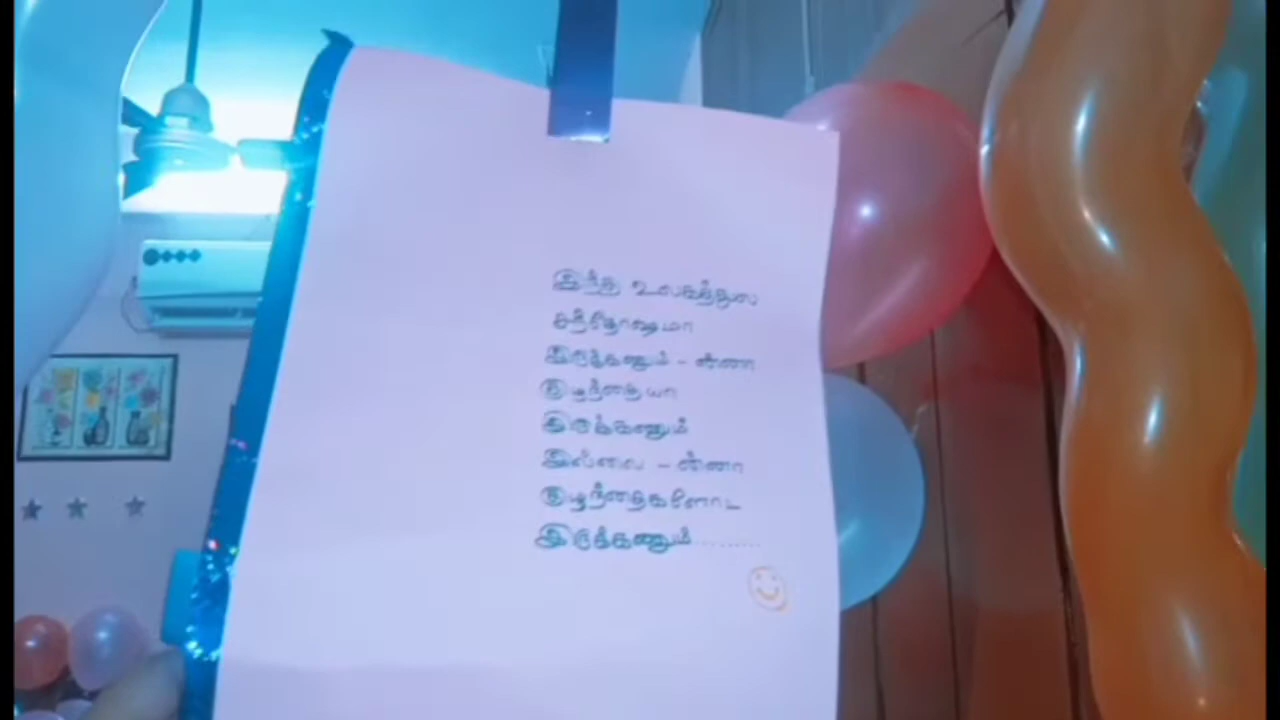 இந்த உலகத்துல
சந்தோஷமா
இருக்கணும் - ன்னா
குழந்தையா
இருக்கணும்
இல்லை - ன்னா
குழந்தைகளோட
இருக்கணும்.........